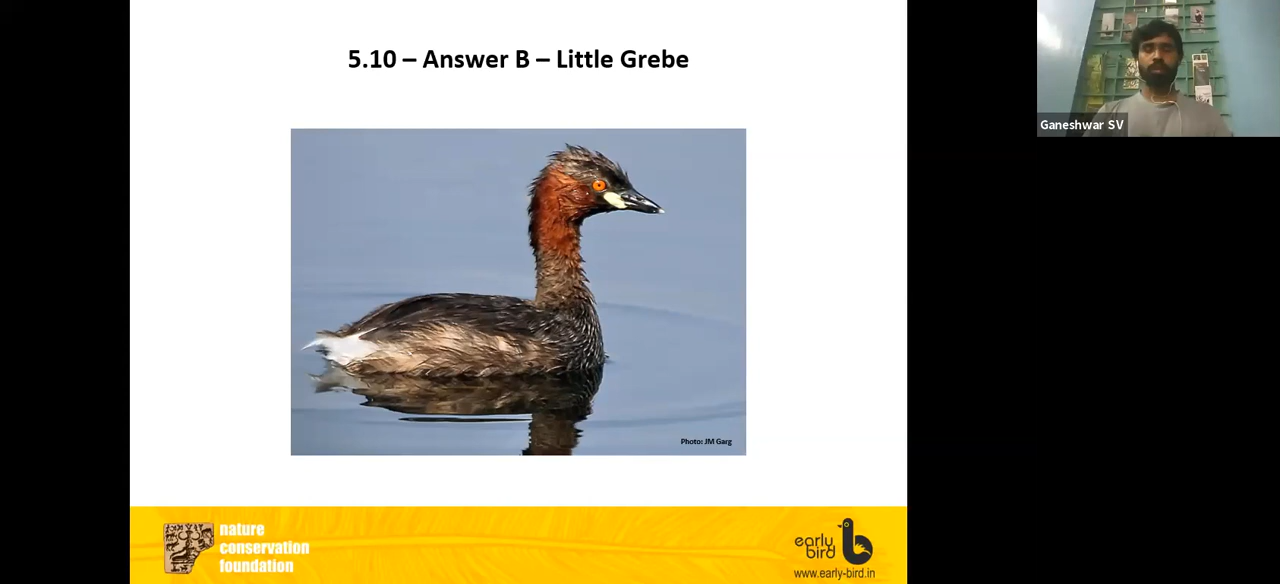 5.10 – Answer B – Little Grebe
Ganeshwar SV
Photo: JM Garg
nature
conservation
foundation
early
bird
www.early-bird.in